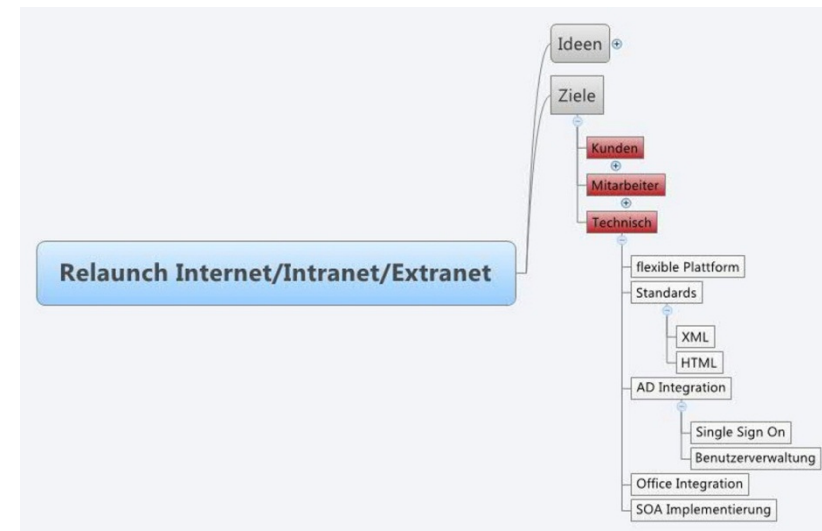 Ideen
Ziele
Kunden
Mitarbeiter
Technisch
Relaunch Internet/Intranet/Extranet
flexible Plattform
Standards
XML
HTML
AD Integration
Single Sign On
Benutzerverwaltung
Office Integration
SOA Implementierung